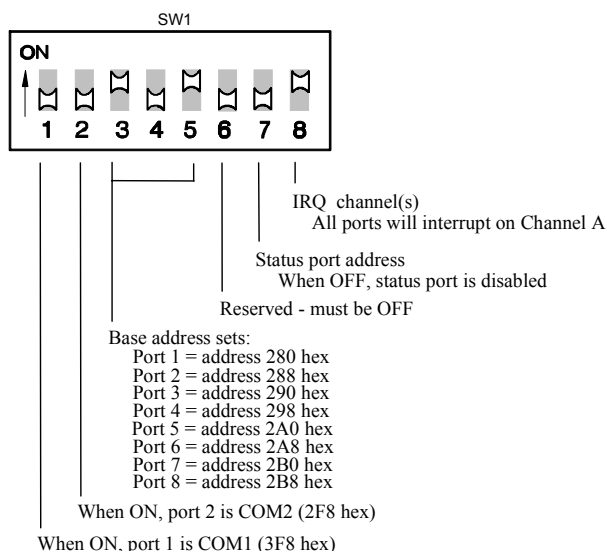 SW1
ON
1 2 3 4 5 6 7 8
IRQ channel(s)
All ports will interrupt on Channel A
Status port address
When OFF, status port is disabled
Reserved - must be OFF
Base address sets:
Port 1 = address 280 hex
Port 2 = address 288 hex
Port 3 = address 290 hex
Port 4 = address 298 hex
Port 5 = address 2A0 hex
Port 6 = address 2A8 hex
Port 7 = address 2B0 hex
Port 8 = address 2B8 hex
When ON, port 2 is COM2 (2F8 hex)
When ON, port 1 is COM1 (3F8 hex)